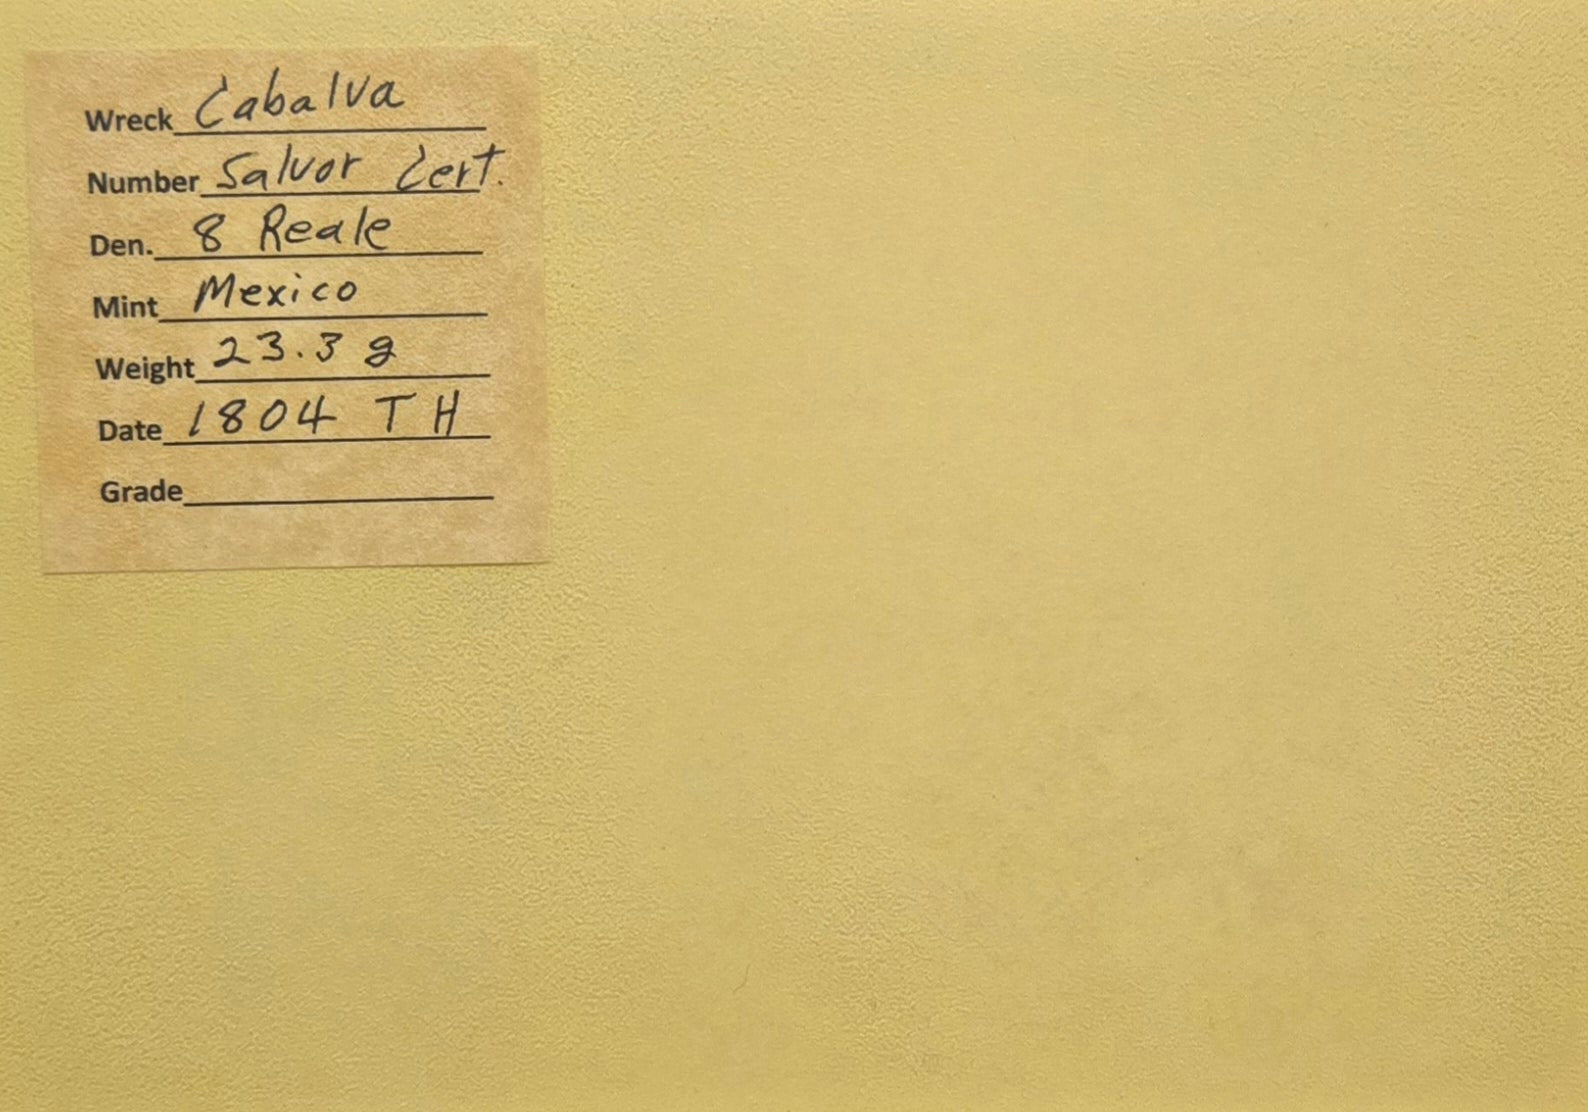 Wreck Cabalva
Number Salvor Cert.
Den. 8 Reale
Mint Mexico
Weight 23.3 g
Date 1804 TH
Grade